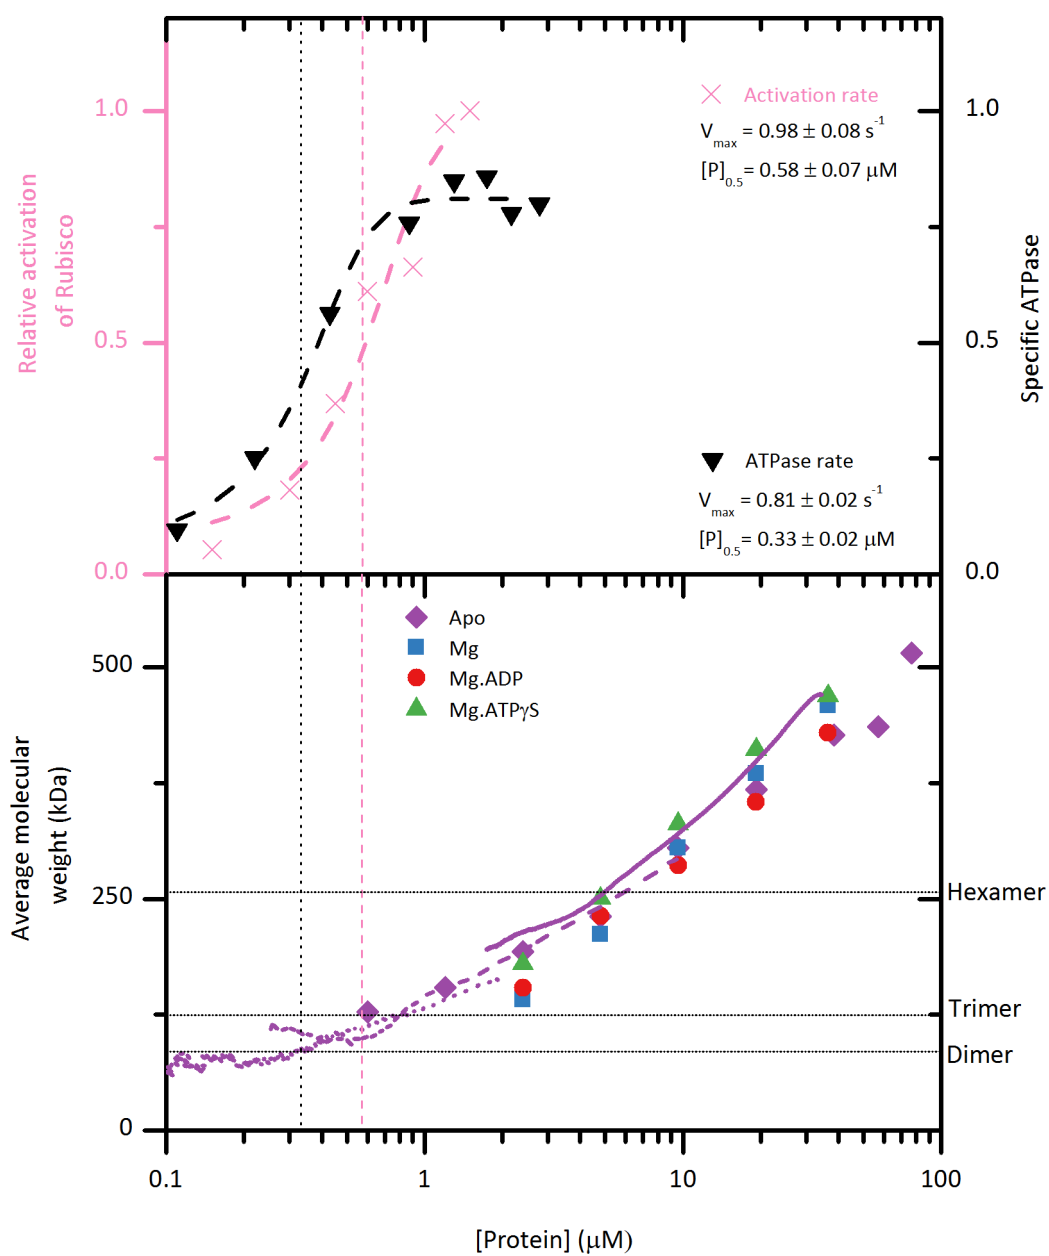 1.0
0.5
0.0
Relative activation
of Rubisco
Activation rate
Vmax = 0.98 ± 0.08 s-1
[P]0.5= 0.58 ± 0.07 μM
ATPase rate
Vmax = 0.81 ± 0.02 s-1
[P]0.5= 0.33 ± 0.02 μM
1.0
0.5
0.0
Specific ATPase
Apo
Mg
Mg.ADP
Mg.ATPγS
500
250
0
Average molecular
weight (kDa)
Hexamer
Trimer
Dimer
0.1 1 10 100
[Protein] (μM)